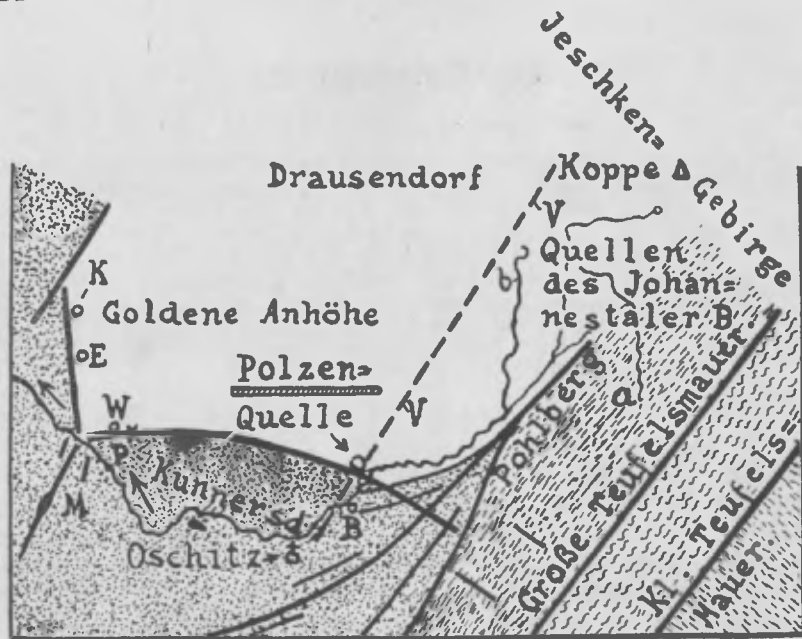 Jeschken=
Gebirge
Drausendorf
Koppe
V
K
Goldene Anhöhe
Quellen
des Johan=
nestaler B.
b
E
Polzen=
Quelle
V
W
P
M
Kunnersd.
B
Oschitz
Pohlberg
a
s
Große Teufelsmauer.
Kl. Teufels=
Mauer.